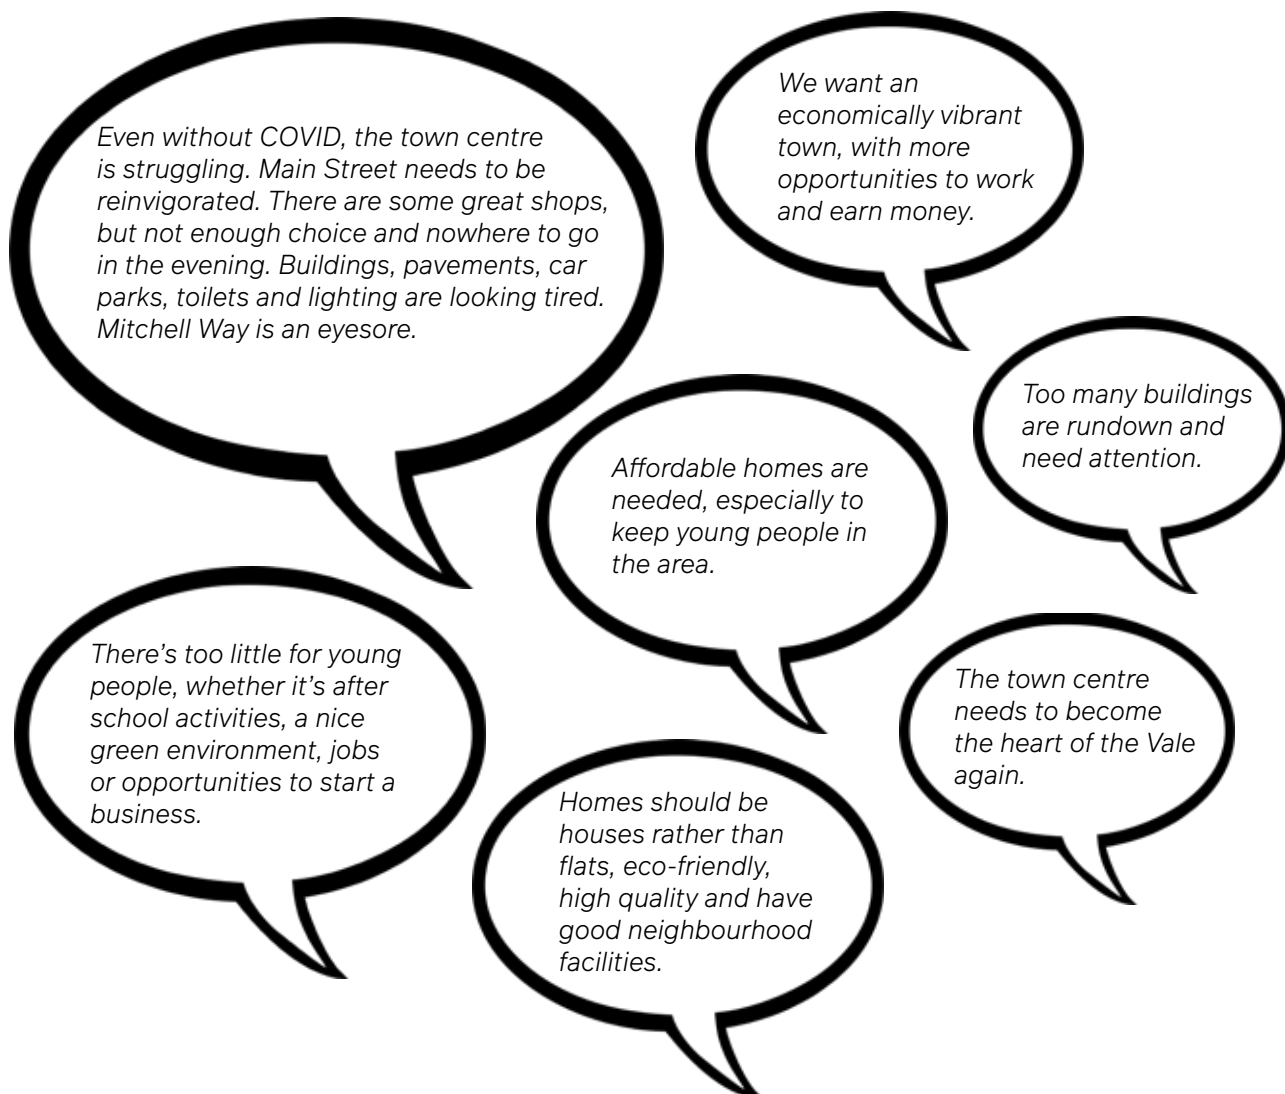 Even without COVID, the town centre
is struggling. Main Street needs to be
reinvigorated. There are some great shops,
but not enough choice and nowhere to go
in the evening. Buildings, pavements, car
parks, toilets and lighting are looking tired.
Mitchell Way is an eyesore.
We want an
economically vibrant
town, with more
opportunities to work
and earn money.
Too many buildings
are rundown and
need attention.
Affordable homes are
needed, especially to
keep young people in
the area.
There's too little for young
people, whether it's after
school activities, a nice
green environment, jobs
or opportunities to start a
business.
The town centre
needs to become
the heart of the Vale
again.
Homes should be
houses rather than
flats, eco-friendly,
high quality and have
good neighbourhood
facilities.